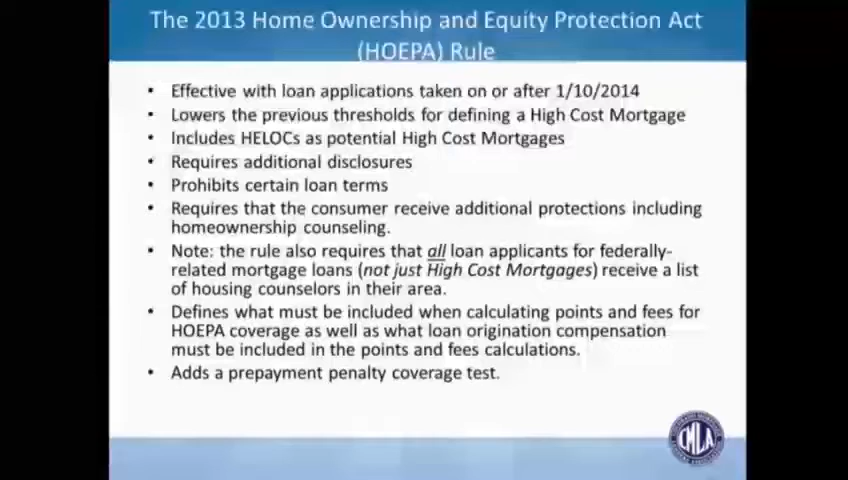 The 2013 Home Ownership and Equity Protection Act
(HOEPA) Rule
• Effective with loan applications taken on or after 1/10/2014
• Lowers the previous thresholds for defining a High Cost Mortgage
• Includes HELOCs as potential High Cost Mortgages
• Requires additional disclosures
• Prohibits certain loan terms
• Requires that the consumer receive additional protections including
homeownership counseling.
• Note: the rule also requires that all loan applicants for federally-
related mortgage loans (not just High Cost Mortgages) receive a list
of housing counselors in their area.
• Defines what must be included when calculating points and fees for
HOEPA coverage as well as what loan origination compensation
must be included in the points and fees calculations.
• Adds a prepayment penalty coverage test.
CMLA